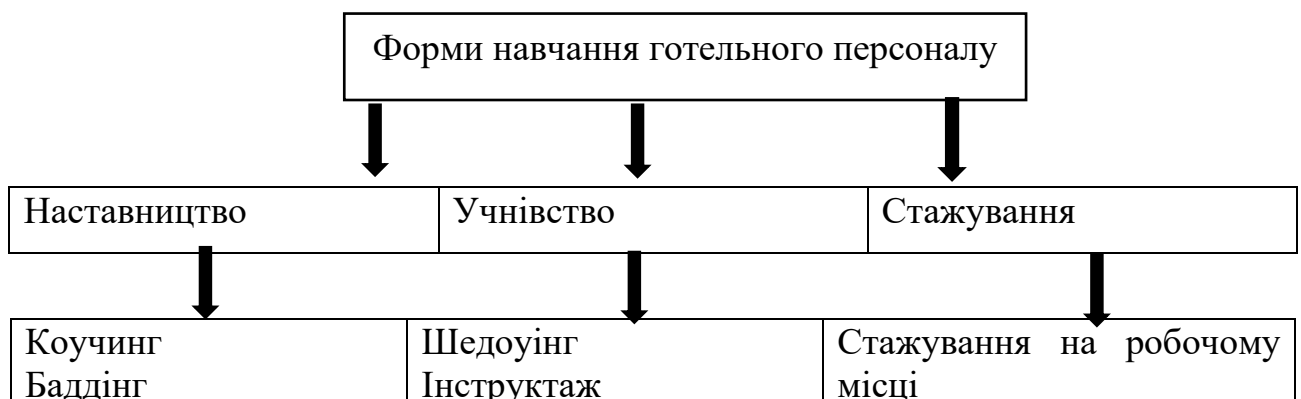 Форми навчання готельного персоналу
Наставництво
Учнівство
Стажування
Коучинг
Баддінг
Шедоуінг
Інструктаж
Стажування на робочому
місці